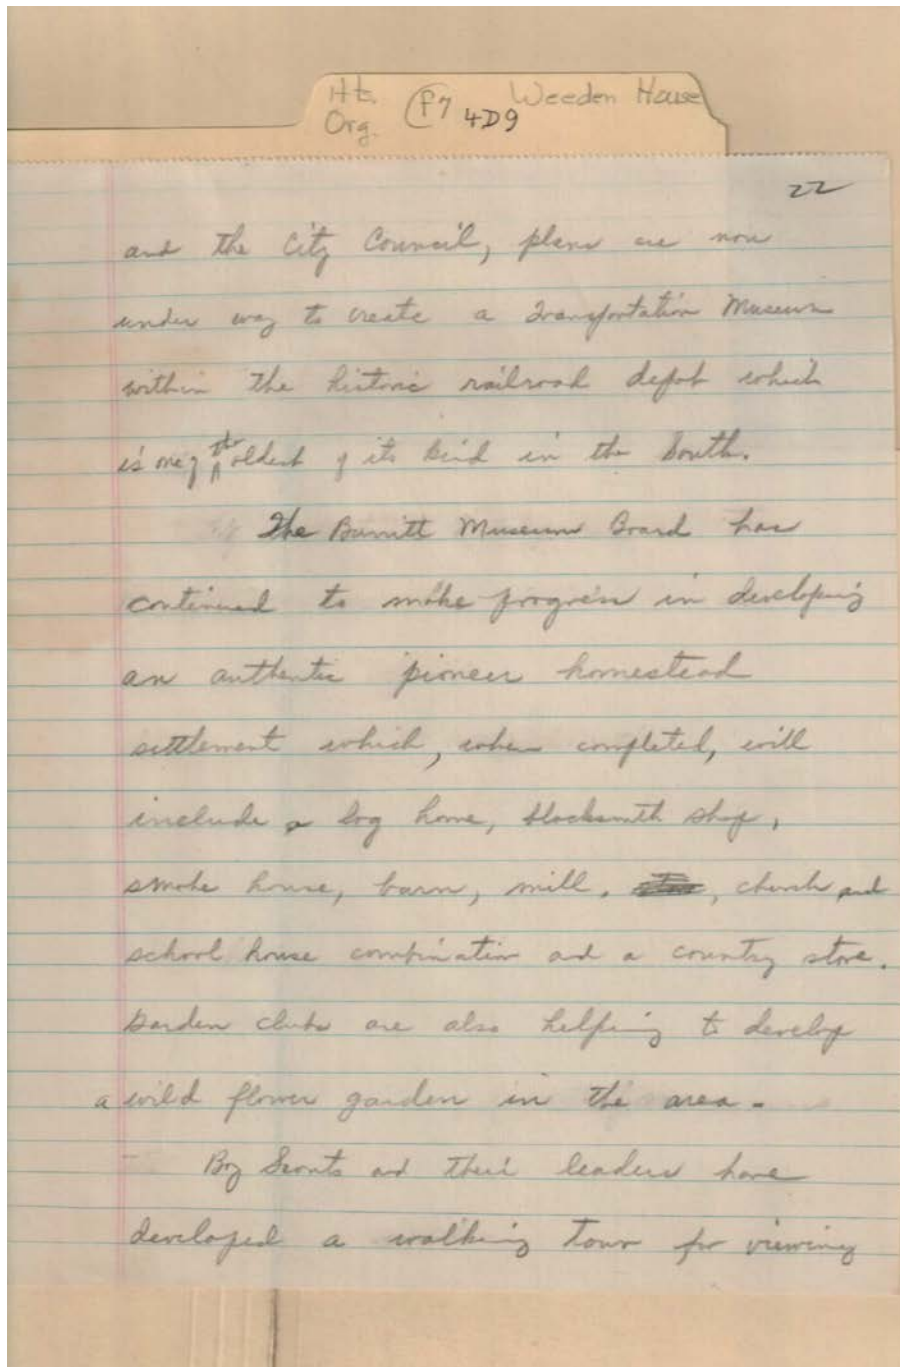 Ht. Org. f7 4D9 Weeden House
22
and the City Council, plans are now
under way to create a Transportation Museum
within the historic railroad depot which
is one of the oldest of its kind in the South.
The Burritt Museum Board has
continued to make progress in developing
an authentic pioneer homestead
settlement which, when completed, will
include a log home, blacksmith shop,
smoke house, barn, mill, , church and
school house combination and a country store.
Garden clubs are also helping to develop
a wild flower garden in the area.
Boy Scouts and their leaders have
developed a walking tour for viewing